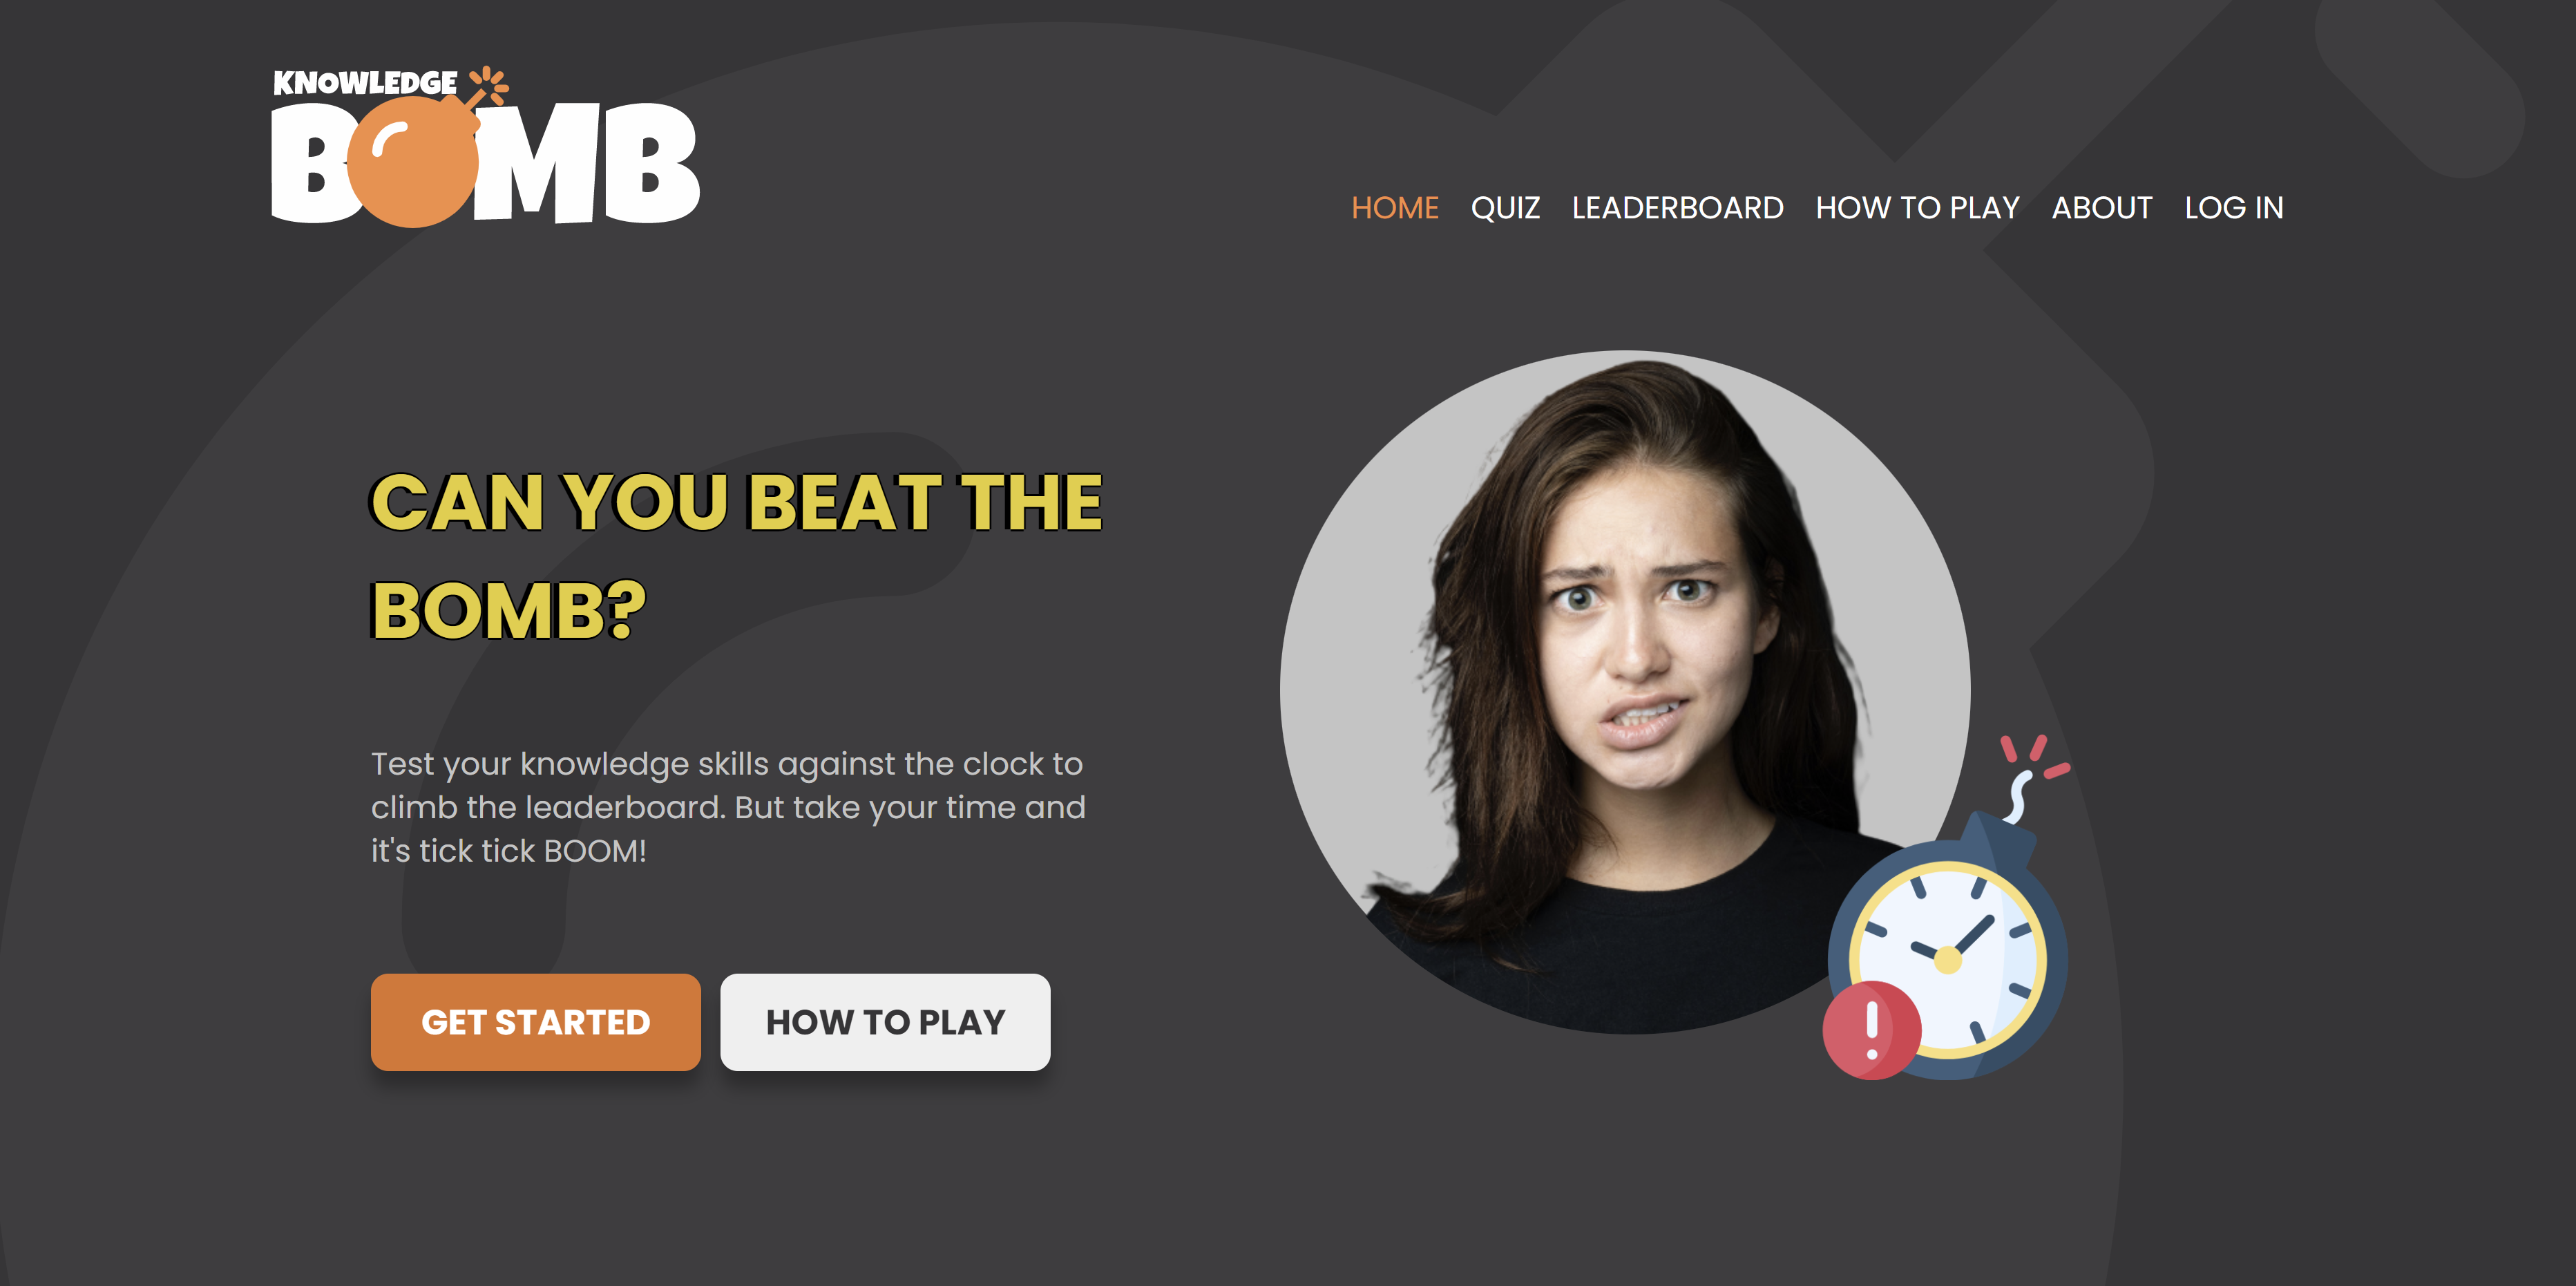 KNOWLEDGE
BOMB
HOME QUIZ LEADERBOARD HOW TO PLAY ABOUT LOG IN
CAN YOU BEAT THE
BOMB?
Test your knowledge skills against the clock to
climb the leaderboard. But take your time and
it's tick tick BOOM!
GET STARTED HOW TO PLAY